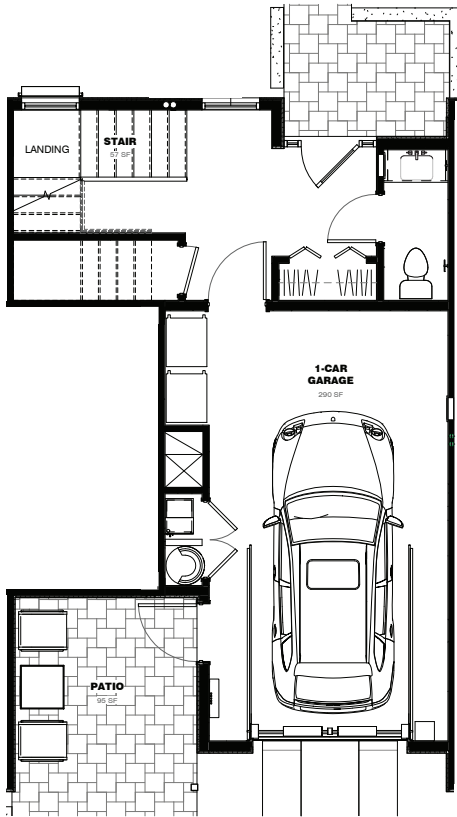 LANDING
STAIR
57 SF
1-CAR
GARAGE
290 SF
PATIO
95 SF